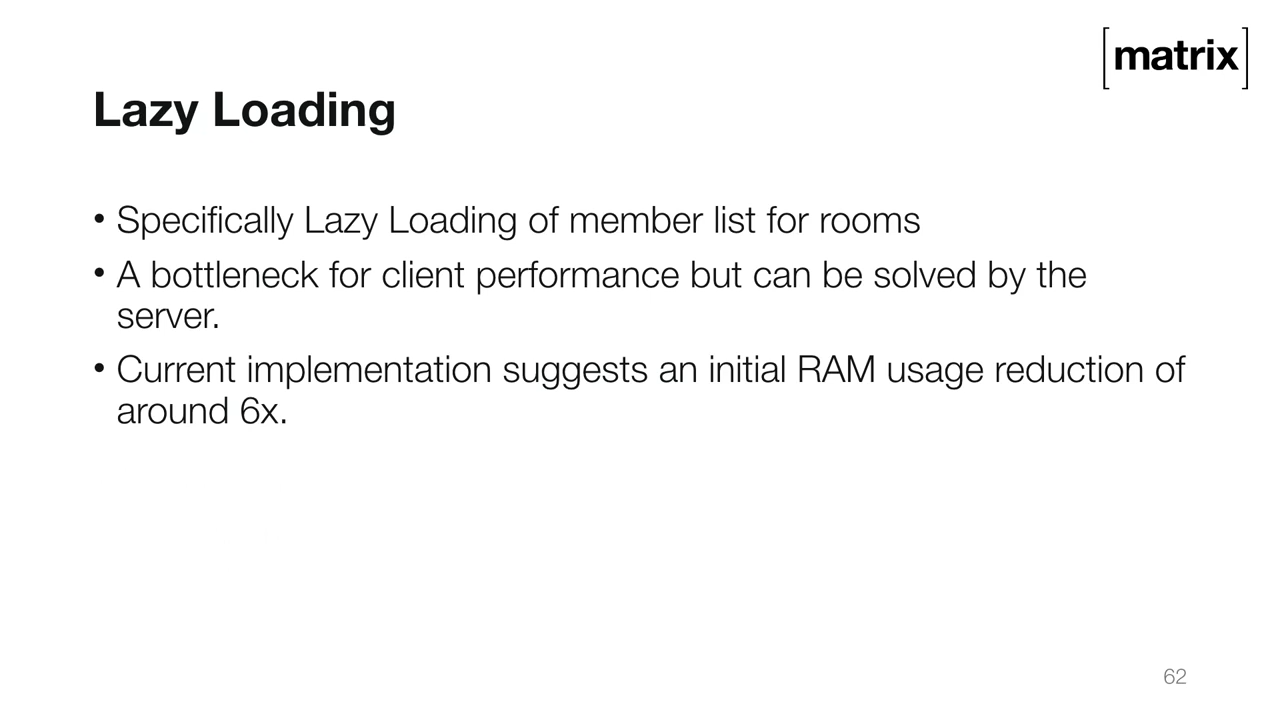 [matrix]
Lazy Loading
• Specifically Lazy Loading of member list for rooms
• A bottleneck for client performance but can be solved by the
server.
• Current implementation suggests an initial RAM usage reduction of
around 6x.
62